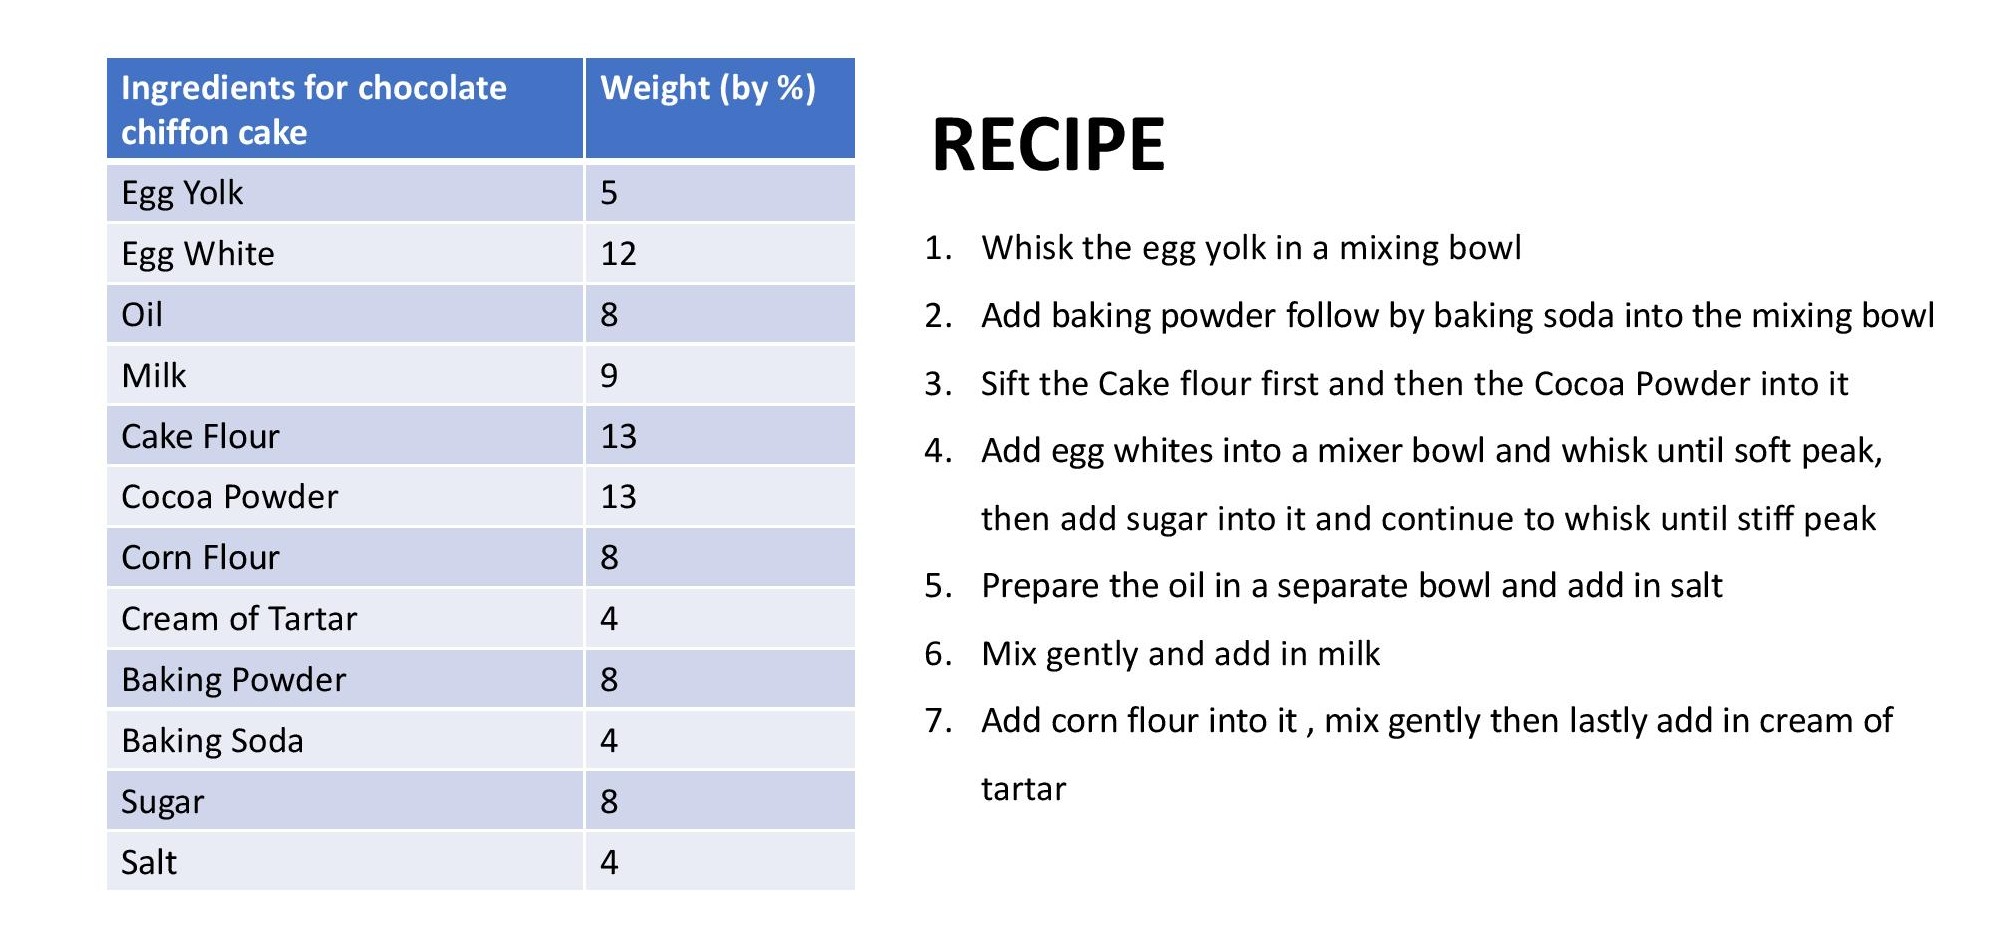 Ingredients for chocolate
chiffon cake
Weight (by %)
Egg Yolk 5
Egg White 12
Oil 8
Milk 9
Cake Flour 13
Cocoa Powder 13
Corn Flour 8
Cream of Tartar 4
Baking Powder 8
Baking Soda 4
Sugar 8
Salt 4
RECIPE
1. Whisk the egg yolk in a mixing bowl
2. Add baking powder follow by baking soda into the mixing bowl
3. Sift the Cake flour first and then the Cocoa Powder into it
4. Add egg whites into a mixer bowl and whisk until soft peak,
then add sugar into it and continue to whisk until stiff peak
5. Prepare the oil in a separate bowl and add in salt
6. Mix gently and add in milk
7. Add corn flour into it , mix gently then lastly add in cream of
tartar